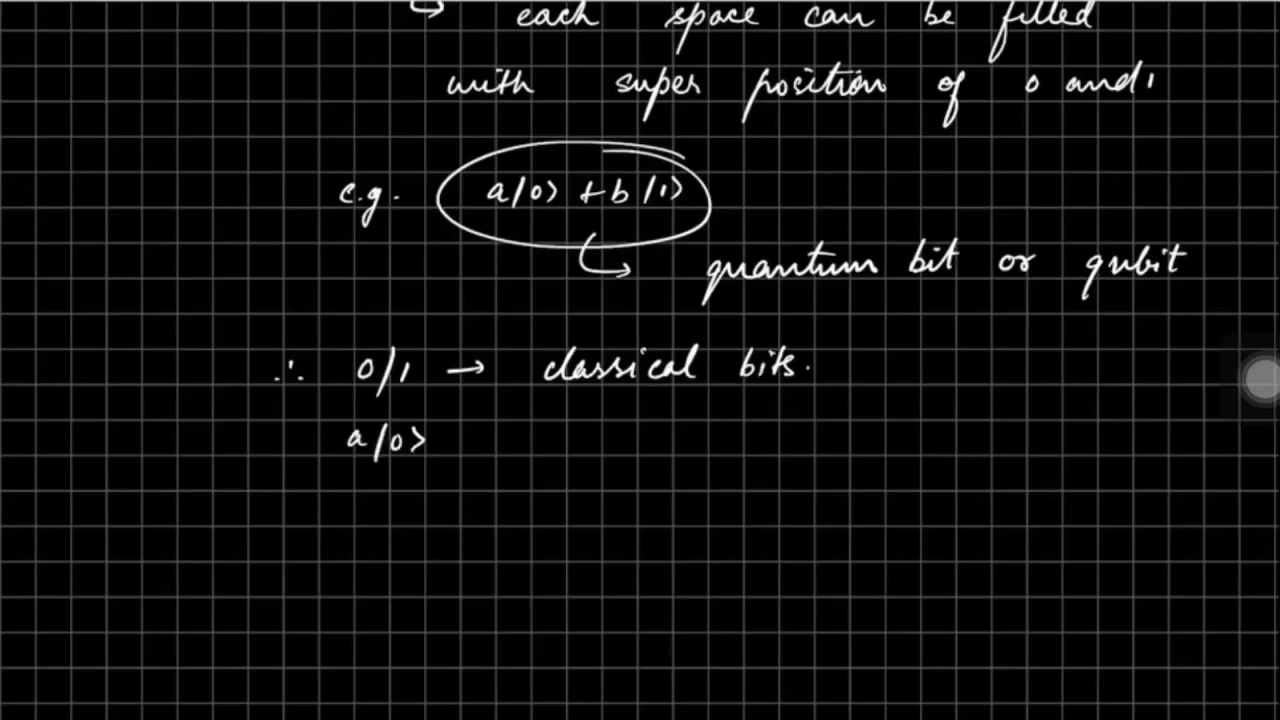 ↳ each space can be filled
with super position of 0 and 1
e.g. a|0> + b|1>
↳ quantum bit or qubit
∴ 0/1 → classical bits.
a|0>